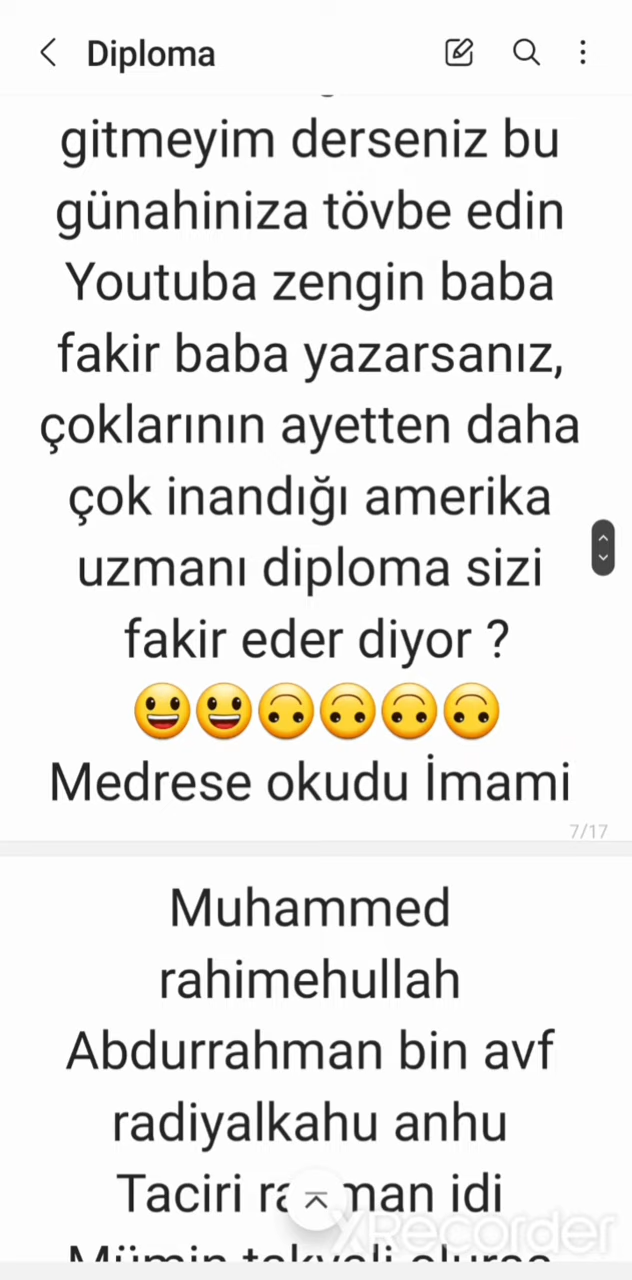 Diploma
gitmeyim derseniz bu
günahiniza tövbe edin
Youtuba zengin baba
fakir baba yazarsanız,
çoklarının ayetten daha
çok inandığı amerika
uzmanı diploma sizi
fakir eder diyor ?
😃😃🙃🙃🙃🙃
Medrese okudu İmami
7/17
Muhammed
rahimehullah
Abdurrahman bin avf
radiyalkahu anhu
Taciri idi
XRecorder